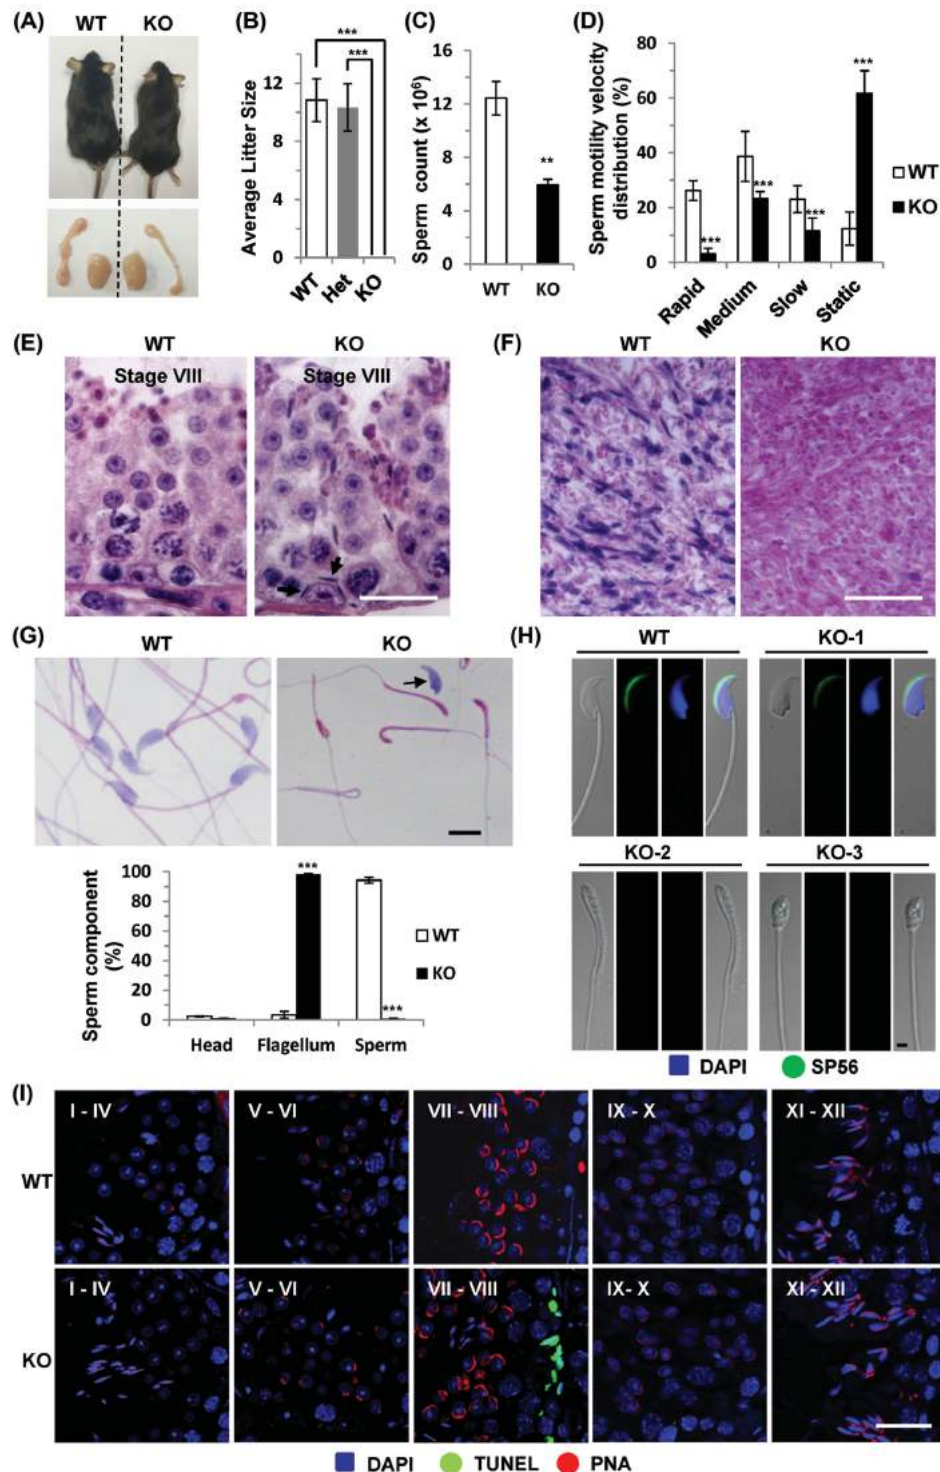 (A)
WT KO
(B)
Average Litter Size
12
8
4
0
***
***
WT Het KO
(C)
Sperm count (x 10⁶)
16
12
8
4
0
**
WT KO
(D)
Sperm motility velocity
distribution (%)
80
60
40
20
0
***
***
***
***
WT
KO
Rapid Medium Slow Static
(E)
WT KO
Stage VIII Stage VIII
(F)
WT KO
(G)
WT KO
Sperm component
(%)
100
80
60
40
20
0
***
***
WT
KO
Head Flagellum Sperm
(H)
WT KO-1
KO-2 KO-3
DAPI SP56
(I)
I - IV V - VI VII - VIII IX - X XI - XII
WT
I - IV V - VI VII - VIII IX - X XI - XII
KO
DAPI TUNEL PNA